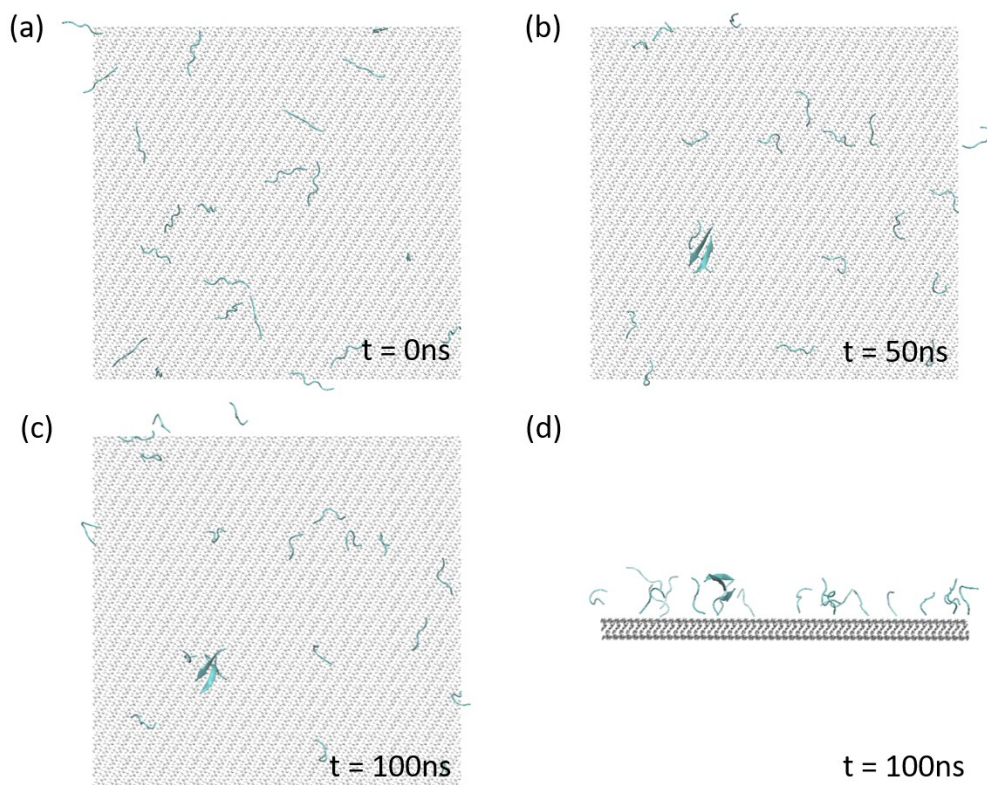 (a)
(b)
t = 0ns
t = 50ns
(c)
(d)
t = 100ns
t = 100ns